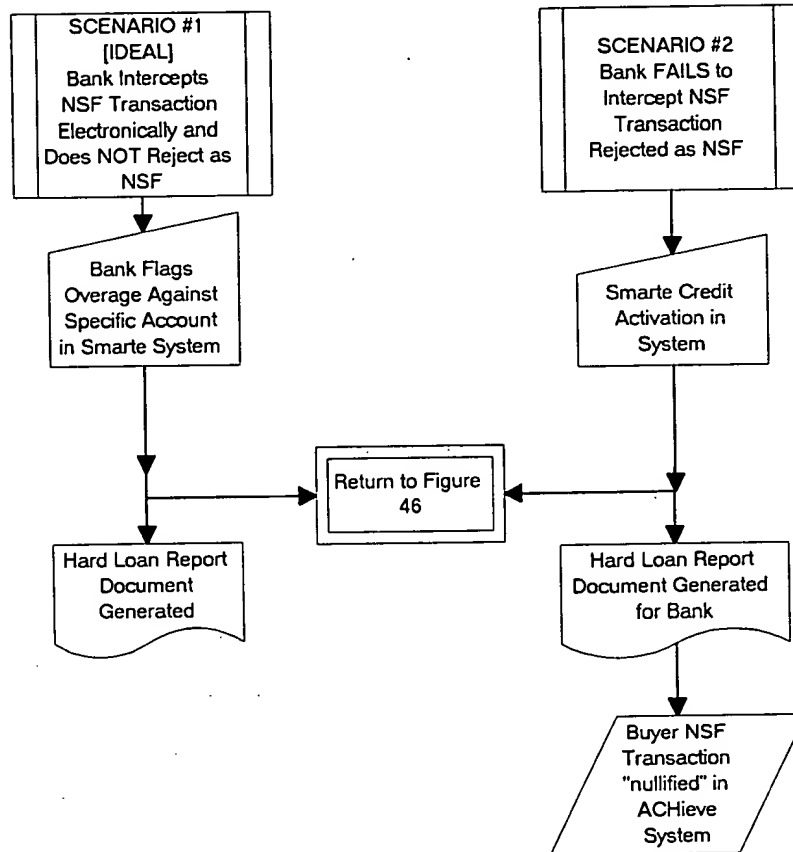 SCENARIO #1
[IDEAL]
Bank Intercepts
NSF Transaction
Electronically and
Does NOT Reject as
NSF
SCENARIO #2
Bank FAILS to
Intercept NSF
Transaction
Rejected as NSF
Bank Flags
Overage Against
Specific Account
in Smarte System
Smarte Credit
Activation in
System
Return to Figure
46
Hard Loan Report
Document
Generated
Hard Loan Report
Document Generated
for Bank
Buyer NSF
Transaction
"nullified" in
ACHieve
System